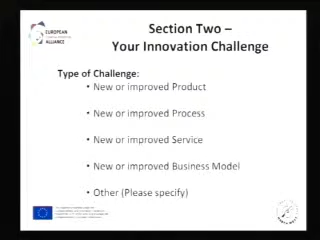 EUROPEAN
ALLIANCE
Section Two –
Your Innovation Challenge
Type of Challenge:
• New or improved Product
• New or improved Process
• New or improved Service
• New or improved Business Model
• Other (Please specify)